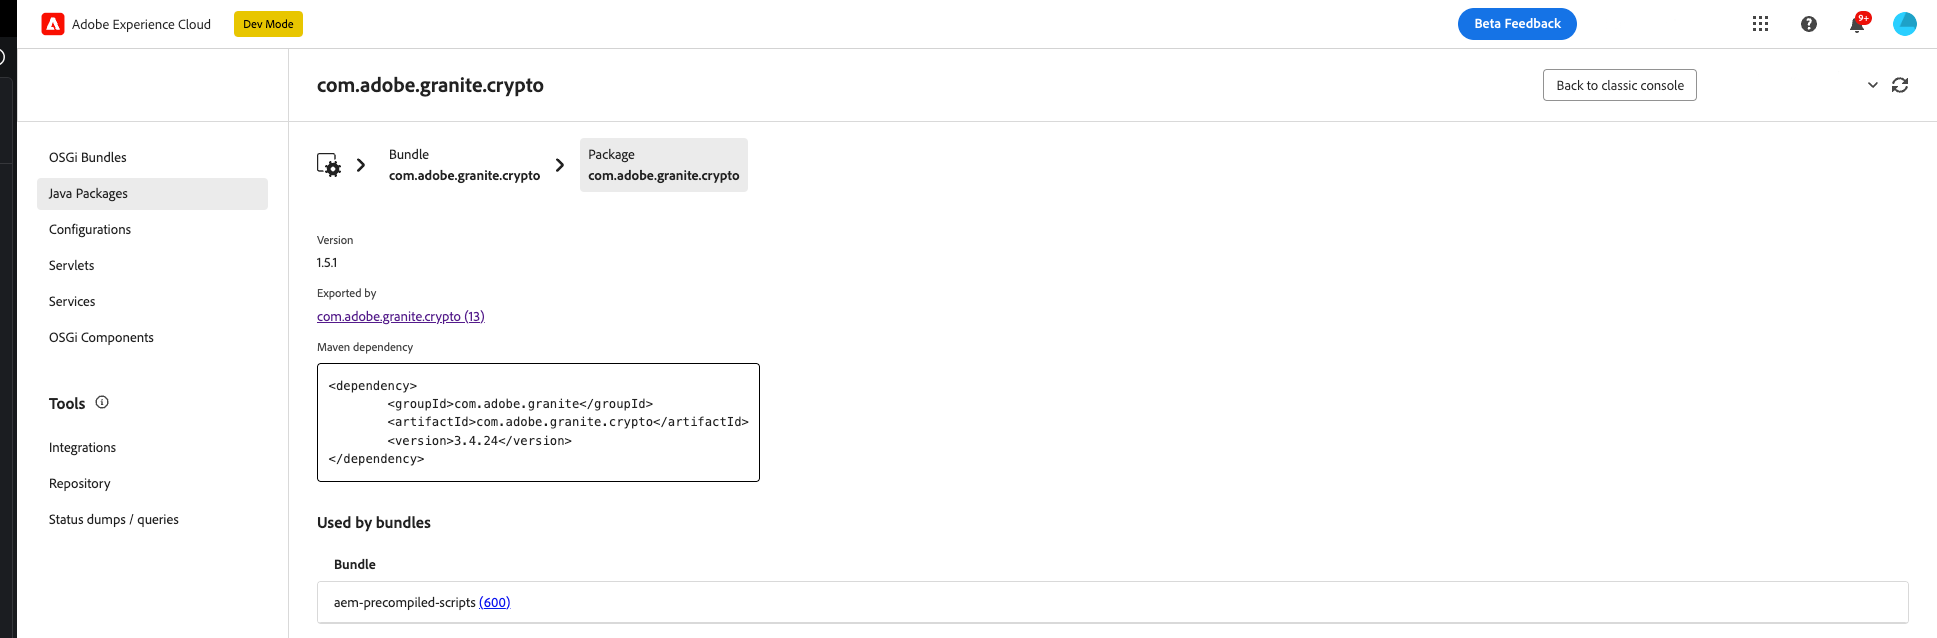 Adobe Experience Cloud
Dev Mode
Beta Feedback
9+
com.adobe.granite.crypto
Back to classic console
OSGi Bundles
Java Packages
Configurations
Servlets
Services
OSGi Components
Tools
Integrations
Repository
Status dumps / queries
Bundle
com.adobe.granite.crypto
Package
com.adobe.granite.crypto
Version
1.5.1
Exported by
com.adobe.granite.crypto (13)
Maven dependency
<dependency>
<groupId>com.adobe.granite</groupId>
<artifactId>com.adobe.granite.crypto</artifactId>
<version>3.4.24</version>
</dependency>
Used by bundles
Bundle
aem-precompiled-scripts (600)